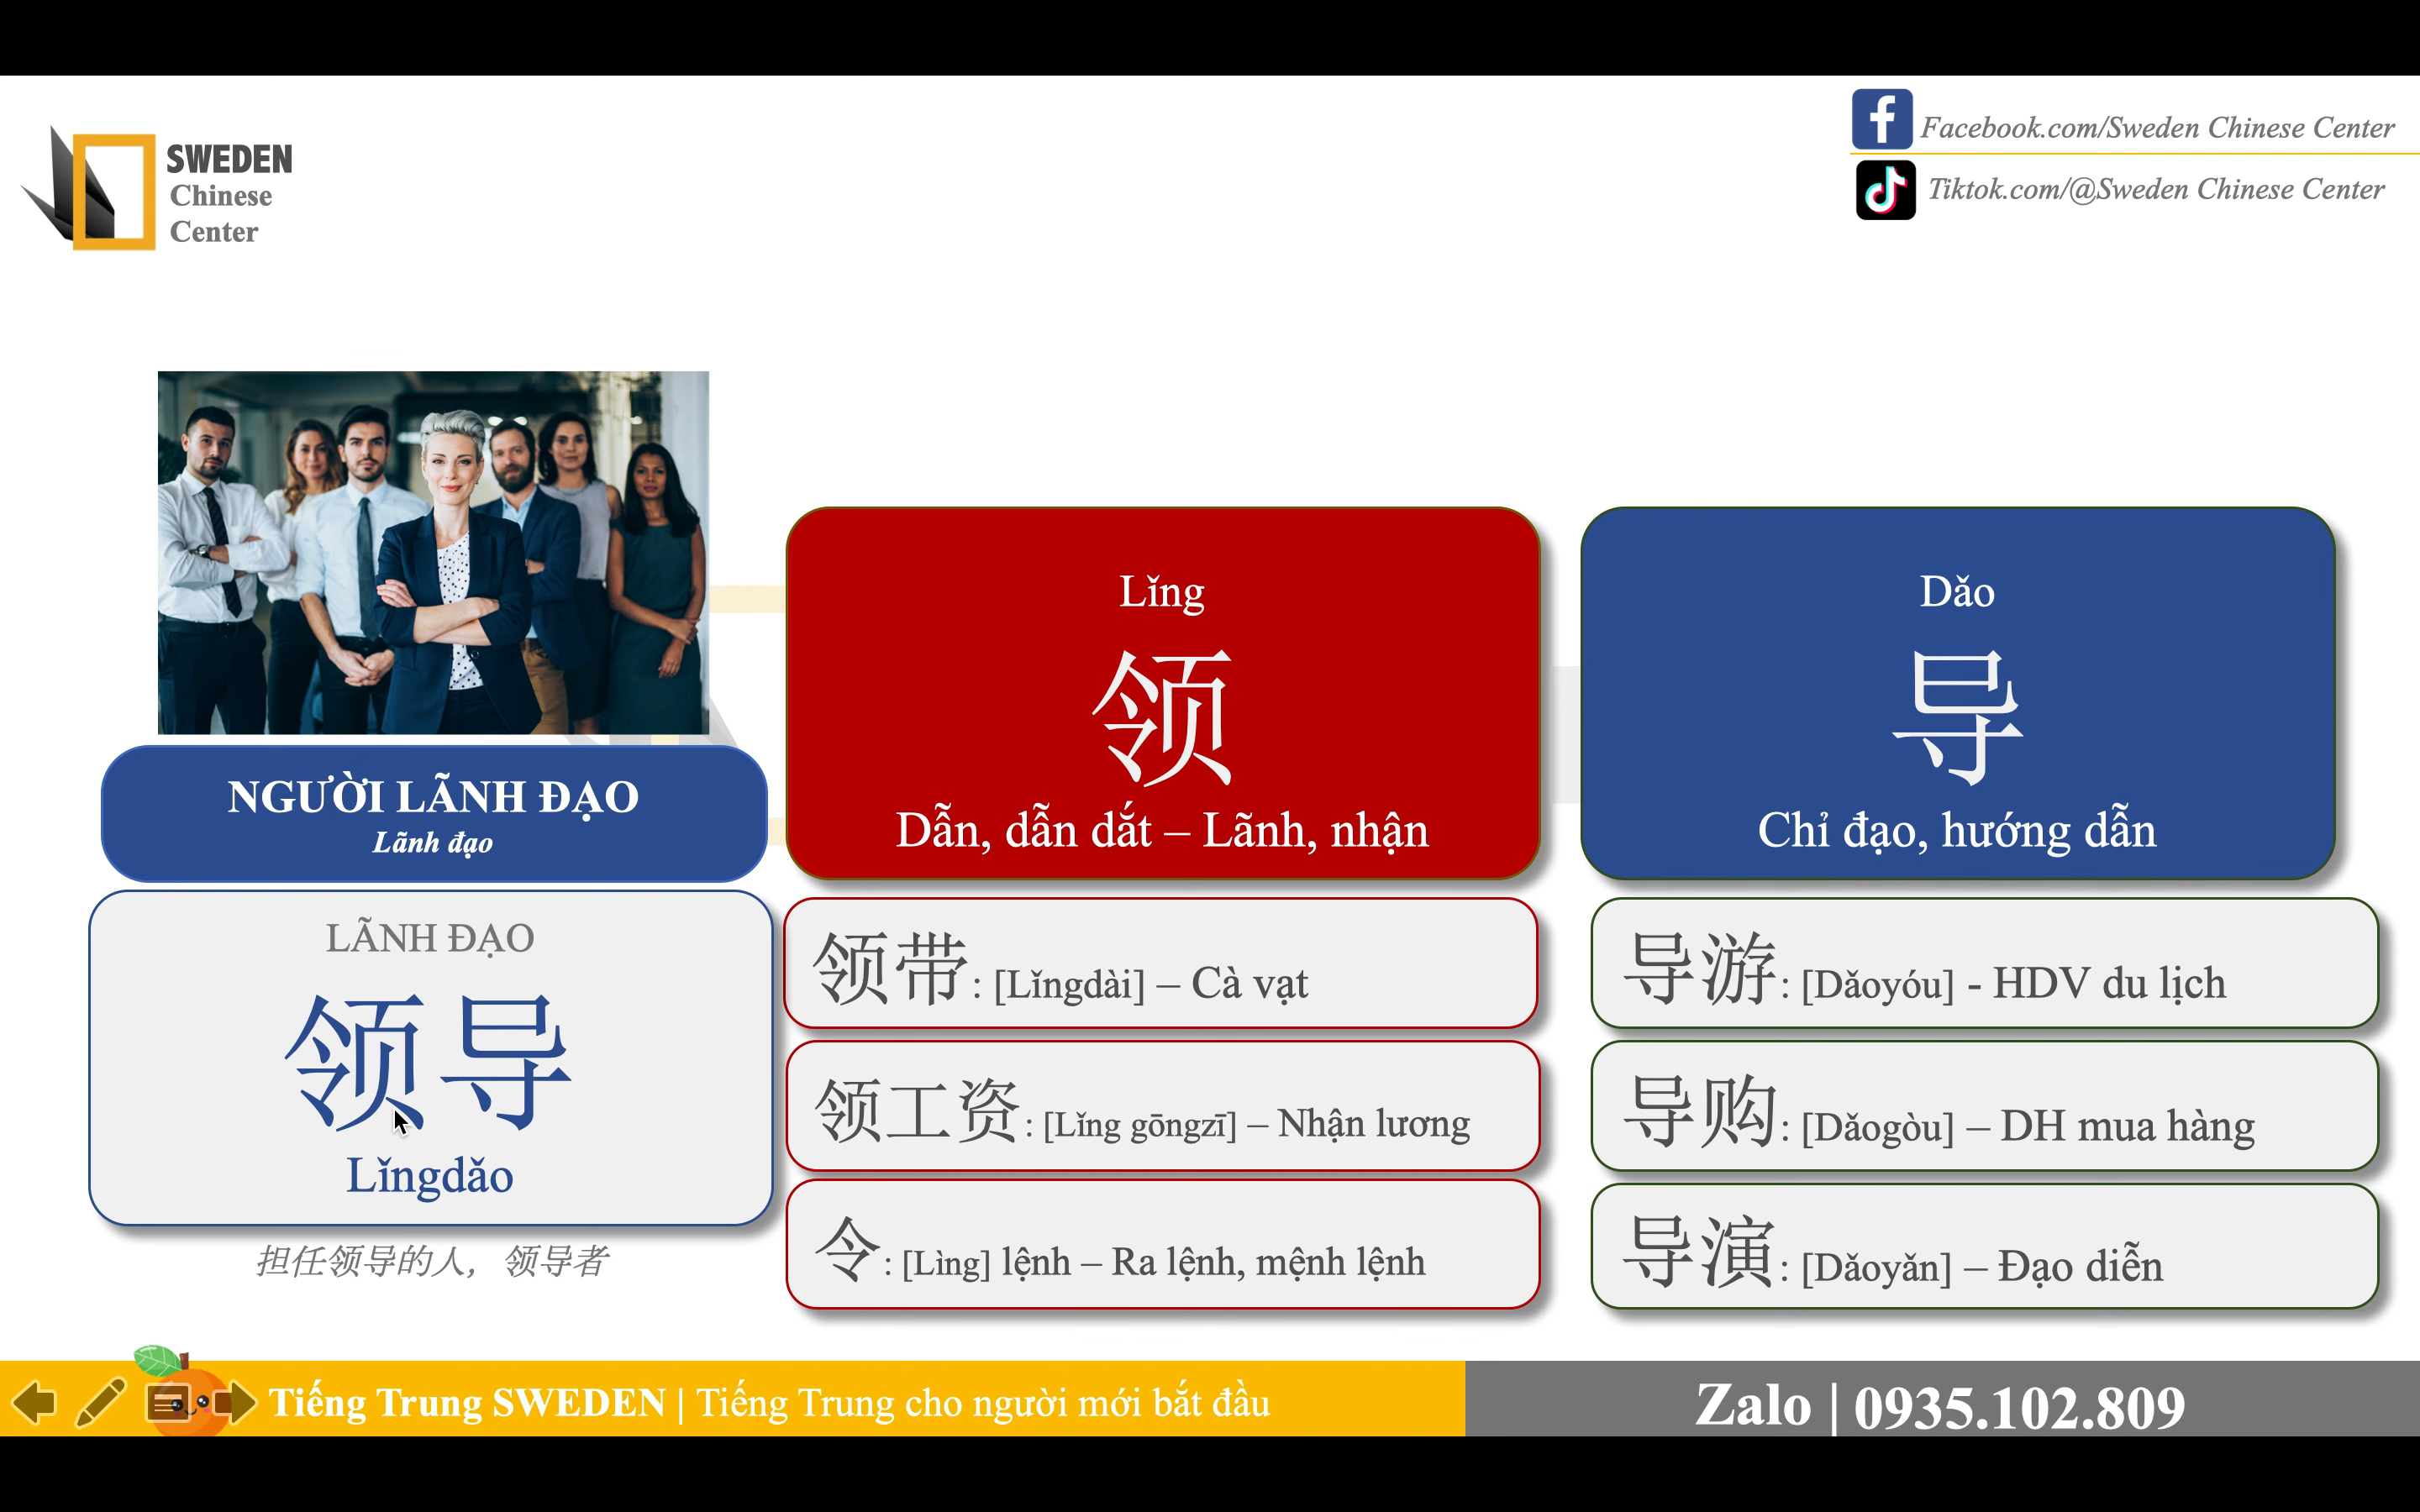 SWEDEN
Chinese
Center
Facebook.com/Sweden Chinese Center
Tiktok.com/@Sweden Chinese Center
NGƯỜI LÃNH ĐẠO
Lãnh đạo
LÃNH ĐẠO
领导
Lǐngdǎo
担任领导的人，领导者
Lǐng
领
Dẫn, dẫn dắt – Lãnh, nhận
领带: [Lǐngdài] – Cà vạt
领工资: [Lǐng gōngzī] – Nhận lương
令: [Lìng] lệnh – Ra lệnh, mệnh lệnh
Dǎo
导
Chỉ đạo, hướng dẫn
导游: [Dǎoyóu] - HDV du lịch
导购: [Dǎogòu] – DH mua hàng
导演: [Dǎoyǎn] – Đạo diễn
Tiếng Trung SWEDEN | Tiếng Trung cho người mới bắt đầu
Zalo | 0935.102.809